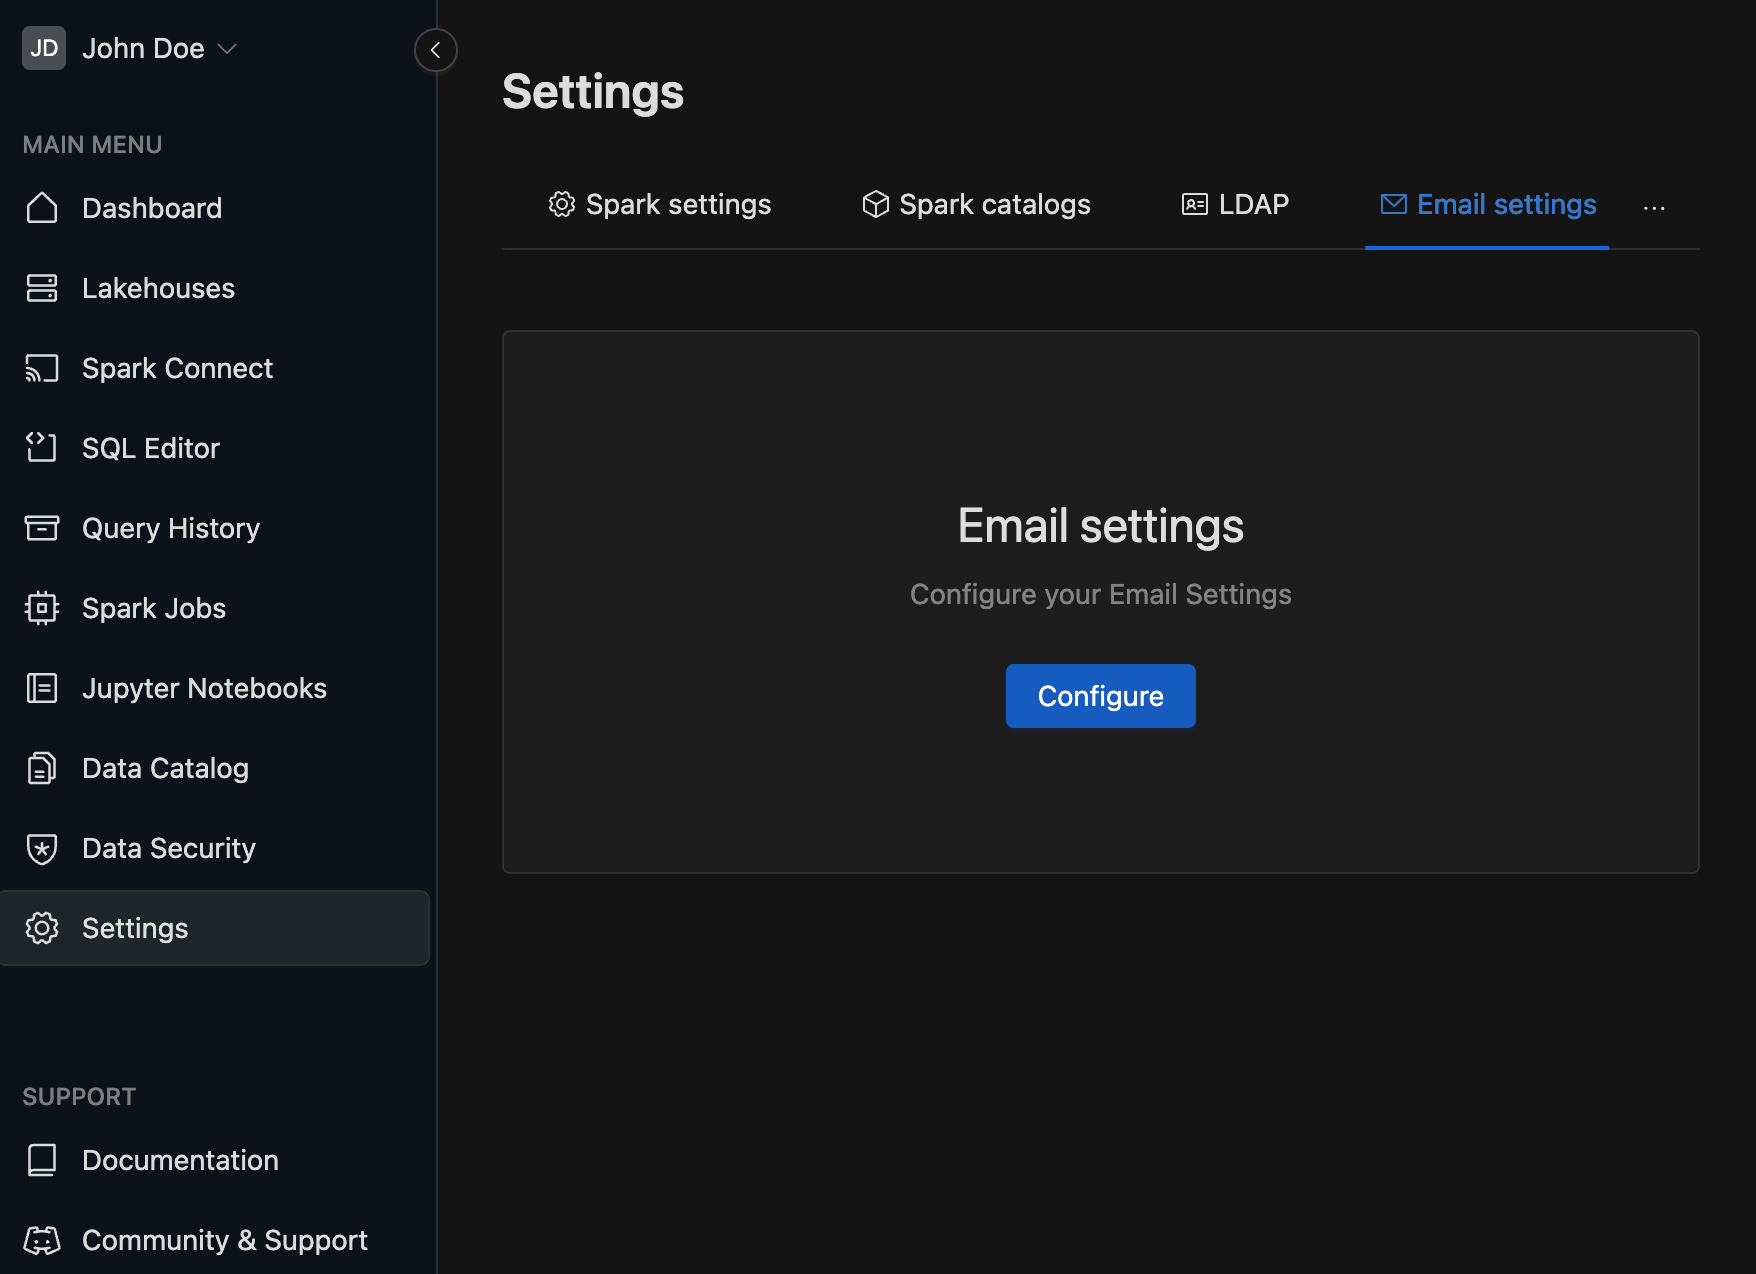 JD John Doe
MAIN MENU
Dashboard
Lakehouses
Spark Connect
SQL Editor
Query History
Spark Jobs
Jupyter Notebooks
Data Catalog
Data Security
Settings
SUPPORT
Documentation
Community & Support
Settings
Spark settings Spark catalogs LDAP Email settings ...
Email settings
Configure your Email Settings
Configure